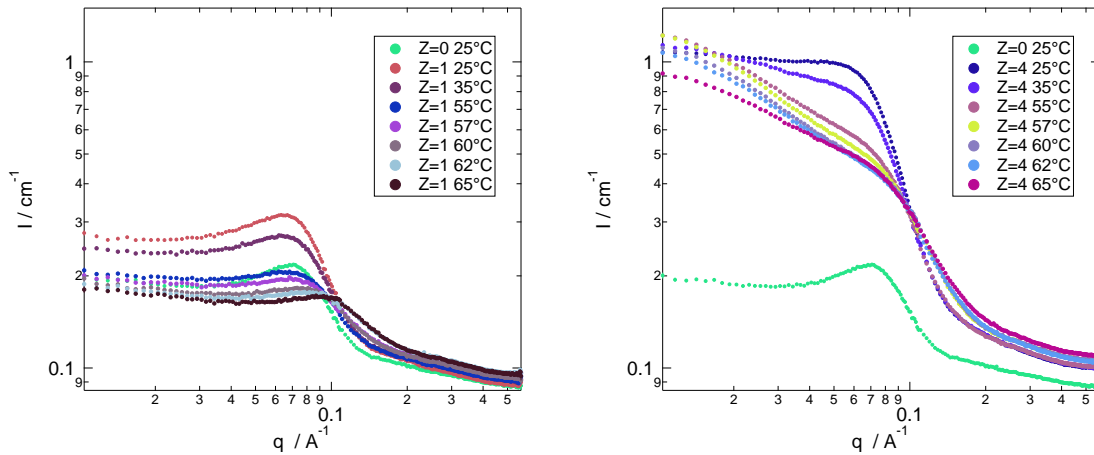 1
9
8
7
6
5
4
3
2
0.1
9
I / cm-1
2 3 4 5 6 7 8 9 2 3 4 5
0.1
q / A-1
Z=0 25°C
Z=1 25°C
Z=1 35°C
Z=1 55°C
Z=1 57°C
Z=1 60°C
Z=1 62°C
Z=1 65°C
1
9
8
7
6
5
4
3
2
0.1
9
I / cm-1
2 3 4 5 6 7 8 9 2 3 4 5
0.1
q / A-1
Z=0 25°C
Z=4 25°C
Z=4 35°C
Z=4 55°C
Z=4 57°C
Z=4 60°C
Z=4 62°C
Z=4 65°C